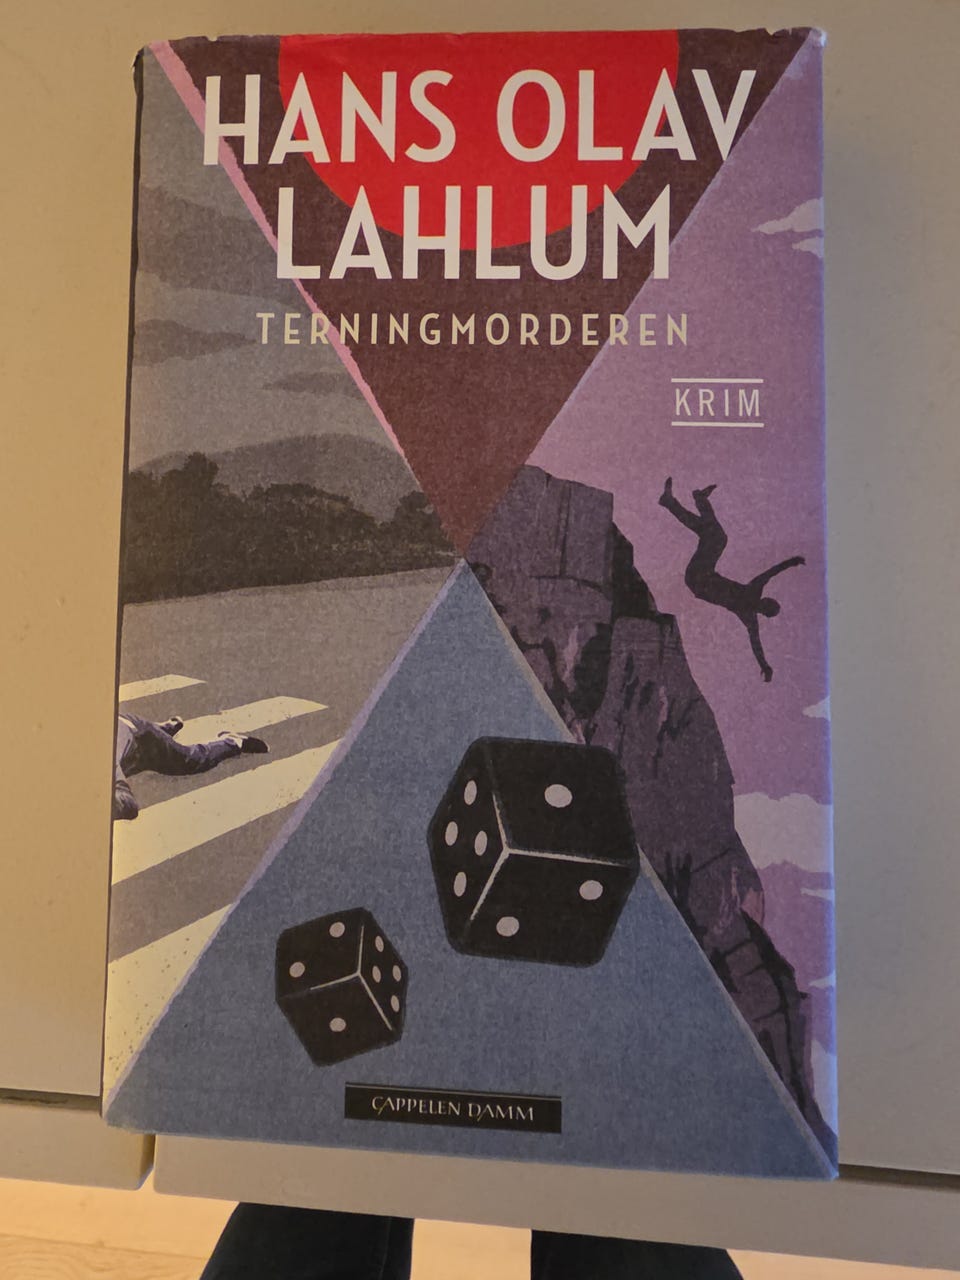 HANS OLAV
LAHLUM
TERNINGMORDEREN
KRIM
CAPPELEN DAMM